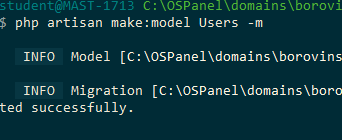 student@MAST-1713 C:\OSPanel\domains\borovins
$ php artisan make:model Users -m
INFO Model [C:\OSPanel\domains\borovins
INFO Migration [C:\OSPanel\domains\boro
ted successfully.